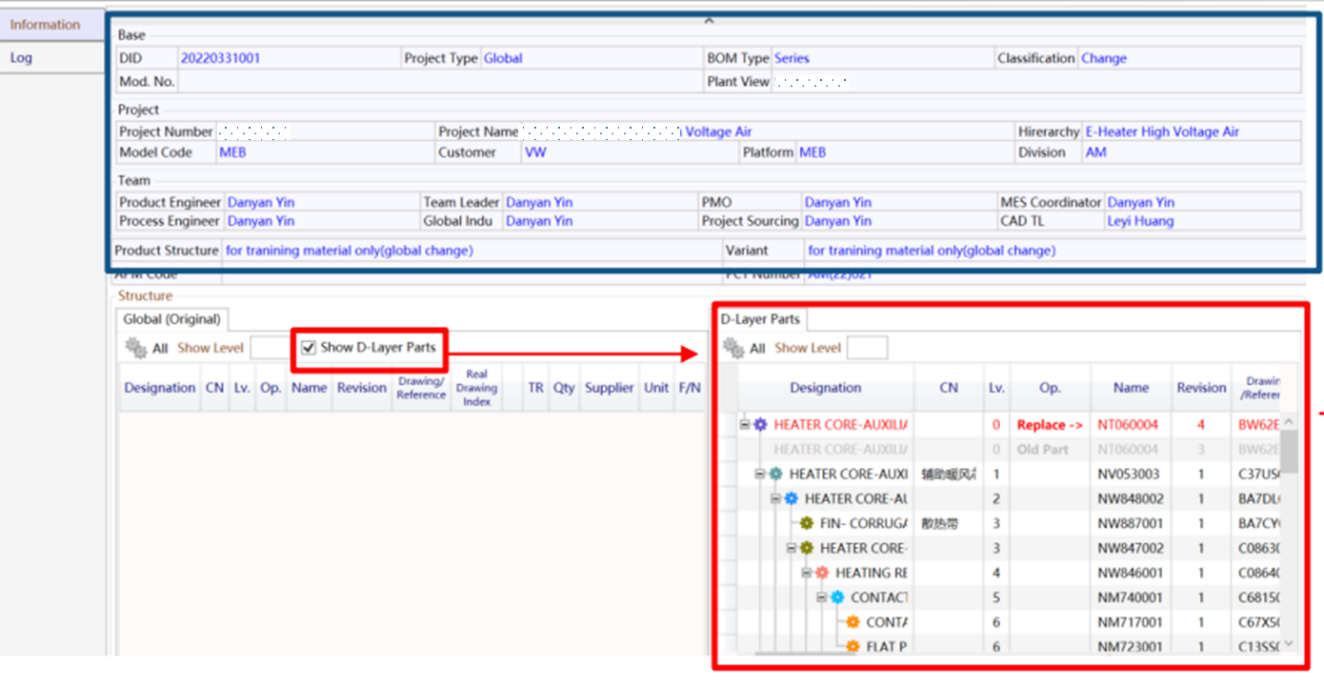 Information
Log
Base
DID 20220331001 Project Type Global BOM Type Series Classification Change
Mod. No. Plant View
Project
Project Number Project Name Voltage Air Hirerarchy E-Heater High Voltage Air
Model Code MEB Customer VW Platform MEB Division AM
Team
Product Engineer Danyan Yin Team Leader Danyan Yin PMO Danyan Yin MES Coordinator Danyan Yin
Process Engineer Danyan Yin Global Indu Danyan Yin Project Sourcing Danyan Yin CAD TL Leyi Huang
Product Structure for tranining material only(global change) Variant for tranining material only(global change)
APM Code Number AM(22)021
Structure
Global (Original)
All Show Level Show D-Layer Parts
Designation CN Lv. Op. Name Revision Drawing/ Reference Real Drawing Index TR Qty Supplier Unit F/N
D-Layer Parts
All Show Level
Designation CN Lv. Op. Name Revision Drawin /Referen
HEATER CORE-AUXILIA 0 Replace -> NT060004 4 BW62E
HEATER CORE-AUXILIA 0 Old Part NT060004 3 BW62E
HEATER CORE-AUXI 辅助暖风 1 NV053003 1 C37US
HEATER CORE-AU 2 NW848002 1 BA7DL
FIN- CORRUGA 散热带 3 NW887001 1 BA7CY
HEATER CORE- 3 NW847002 1 C0863
HEATING RE 4 NW846001 1 C0864
CONTACT 5 NM740001 1 C6815
CONTA 6 NM717001 1 C67X5
FLAT P 6 NM723001 1 C13SS